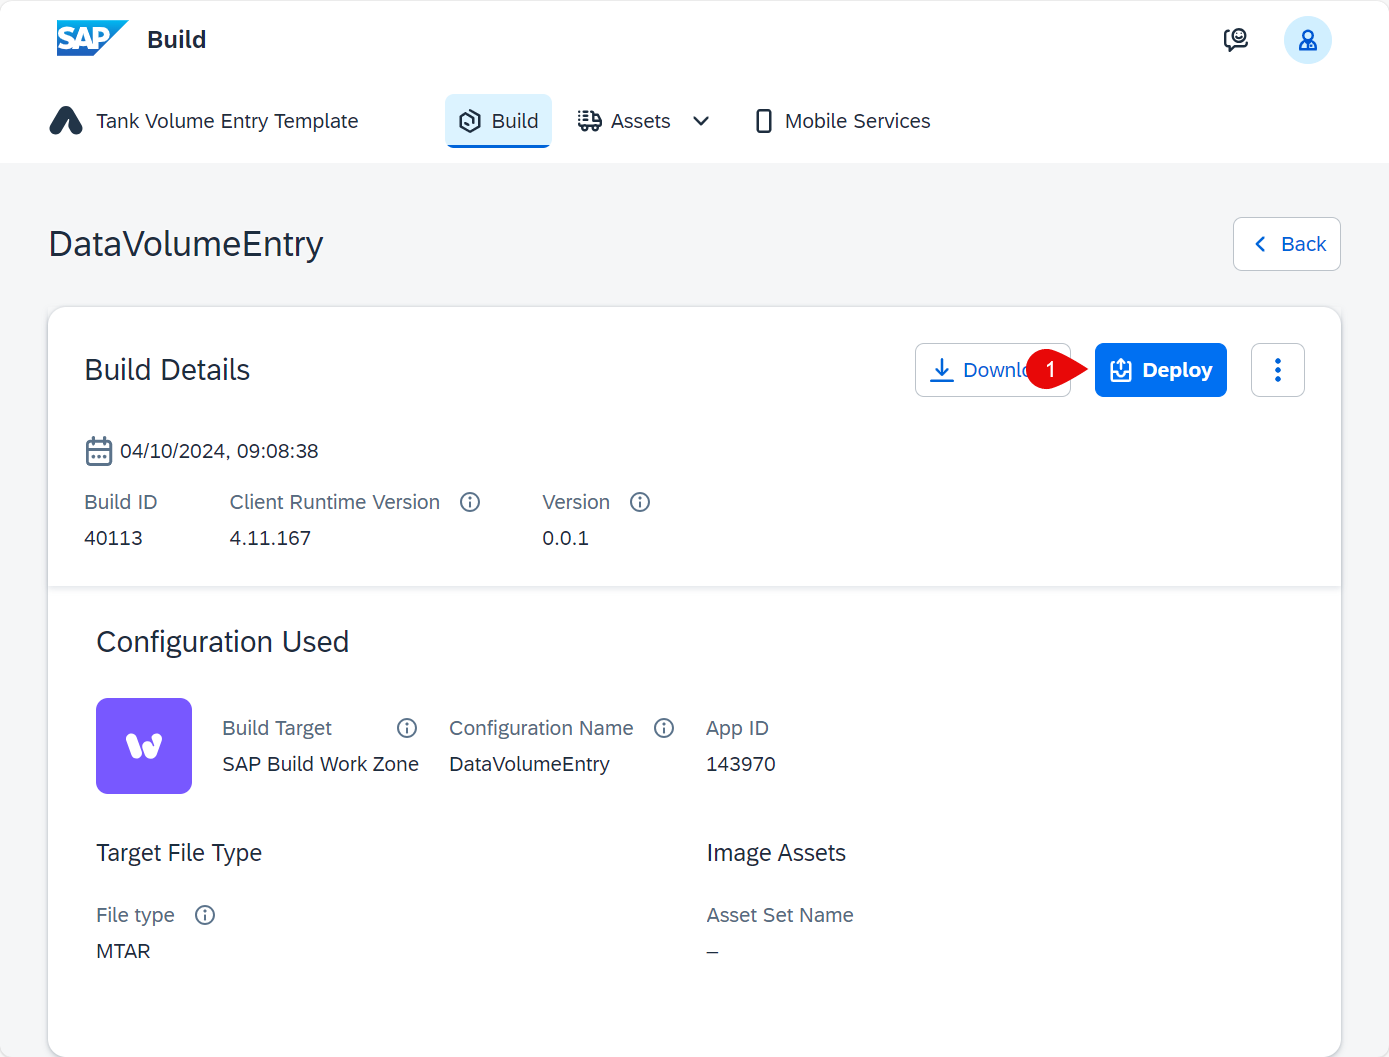 SAP Build
Tank Volume Entry Template Build Assets Mobile Services
DataVolumeEntry Back
Build Details 1 Deploy
04/10/2024, 09:08:38
Build ID Client Runtime Version Version
40113 4.11.167 0.0.1
Configuration Used
Build Target Configuration Name App ID
SAP Build Work Zone DataVolumeEntry 143970
Target File Type Image Assets
File type Asset Set Name
MTAR –